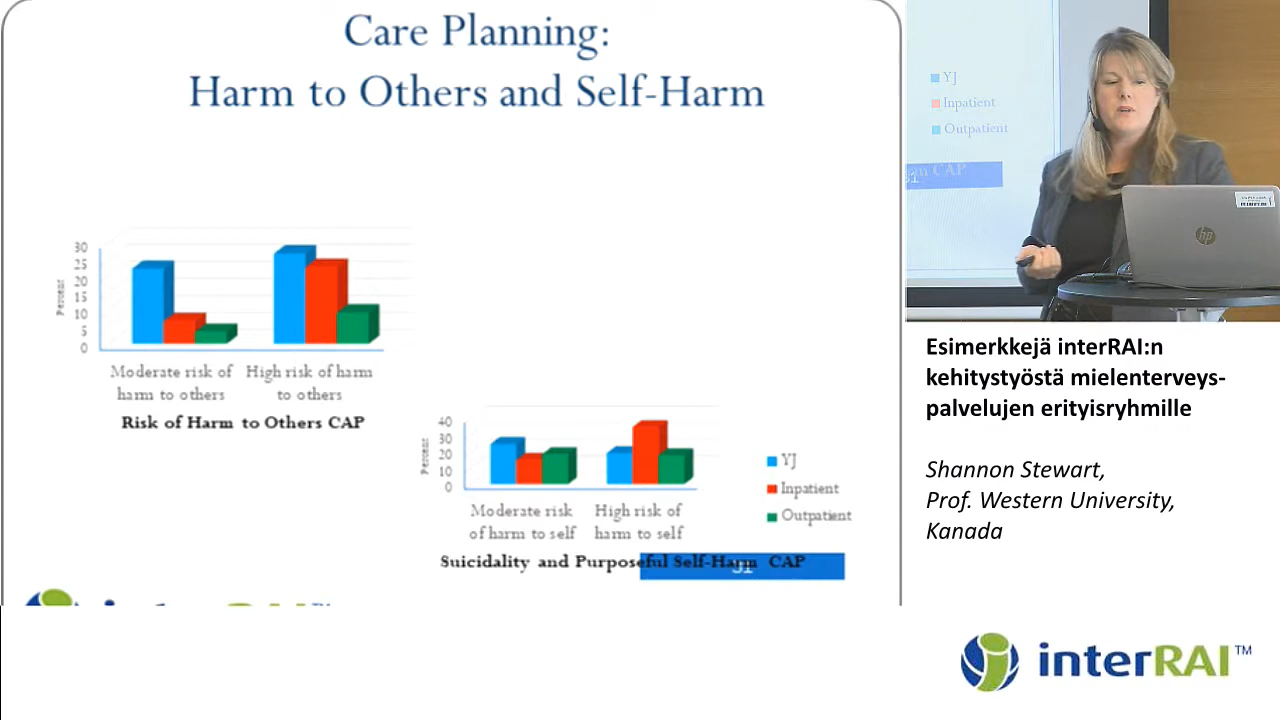 Care Planning:
Harm to Others and Self-Harm
30
25
20
15
10
5
0
Percent
Moderate risk of
harm to others
High risk of harm
to others
Risk of Harm to Others CAP
40
30
20
10
0
Percent
Moderate risk
of harm to self
High risk of
harm to self
YJ
Inpatient
Outpatient
Suicidality and Purposeful Self-Harm CAP
31
YJ
Inpatient
Outpatient
CAP
31
hp
Esimerkkejä interRAI:n
kehitystyöstä mielenterveys-
palvelujen erityisryhmille
Shannon Stewart,
Prof. Western University,
Kanada
interRAI™